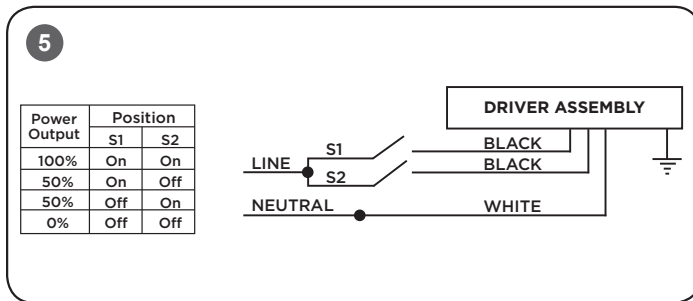 5
Power Output Position
S1 S2
100% On On
50% On Off
50% Off On
0% Off Off
DRIVER ASSEMBLY
S1 BLACK
LINE BLACK
S2
NEUTRAL WHITE